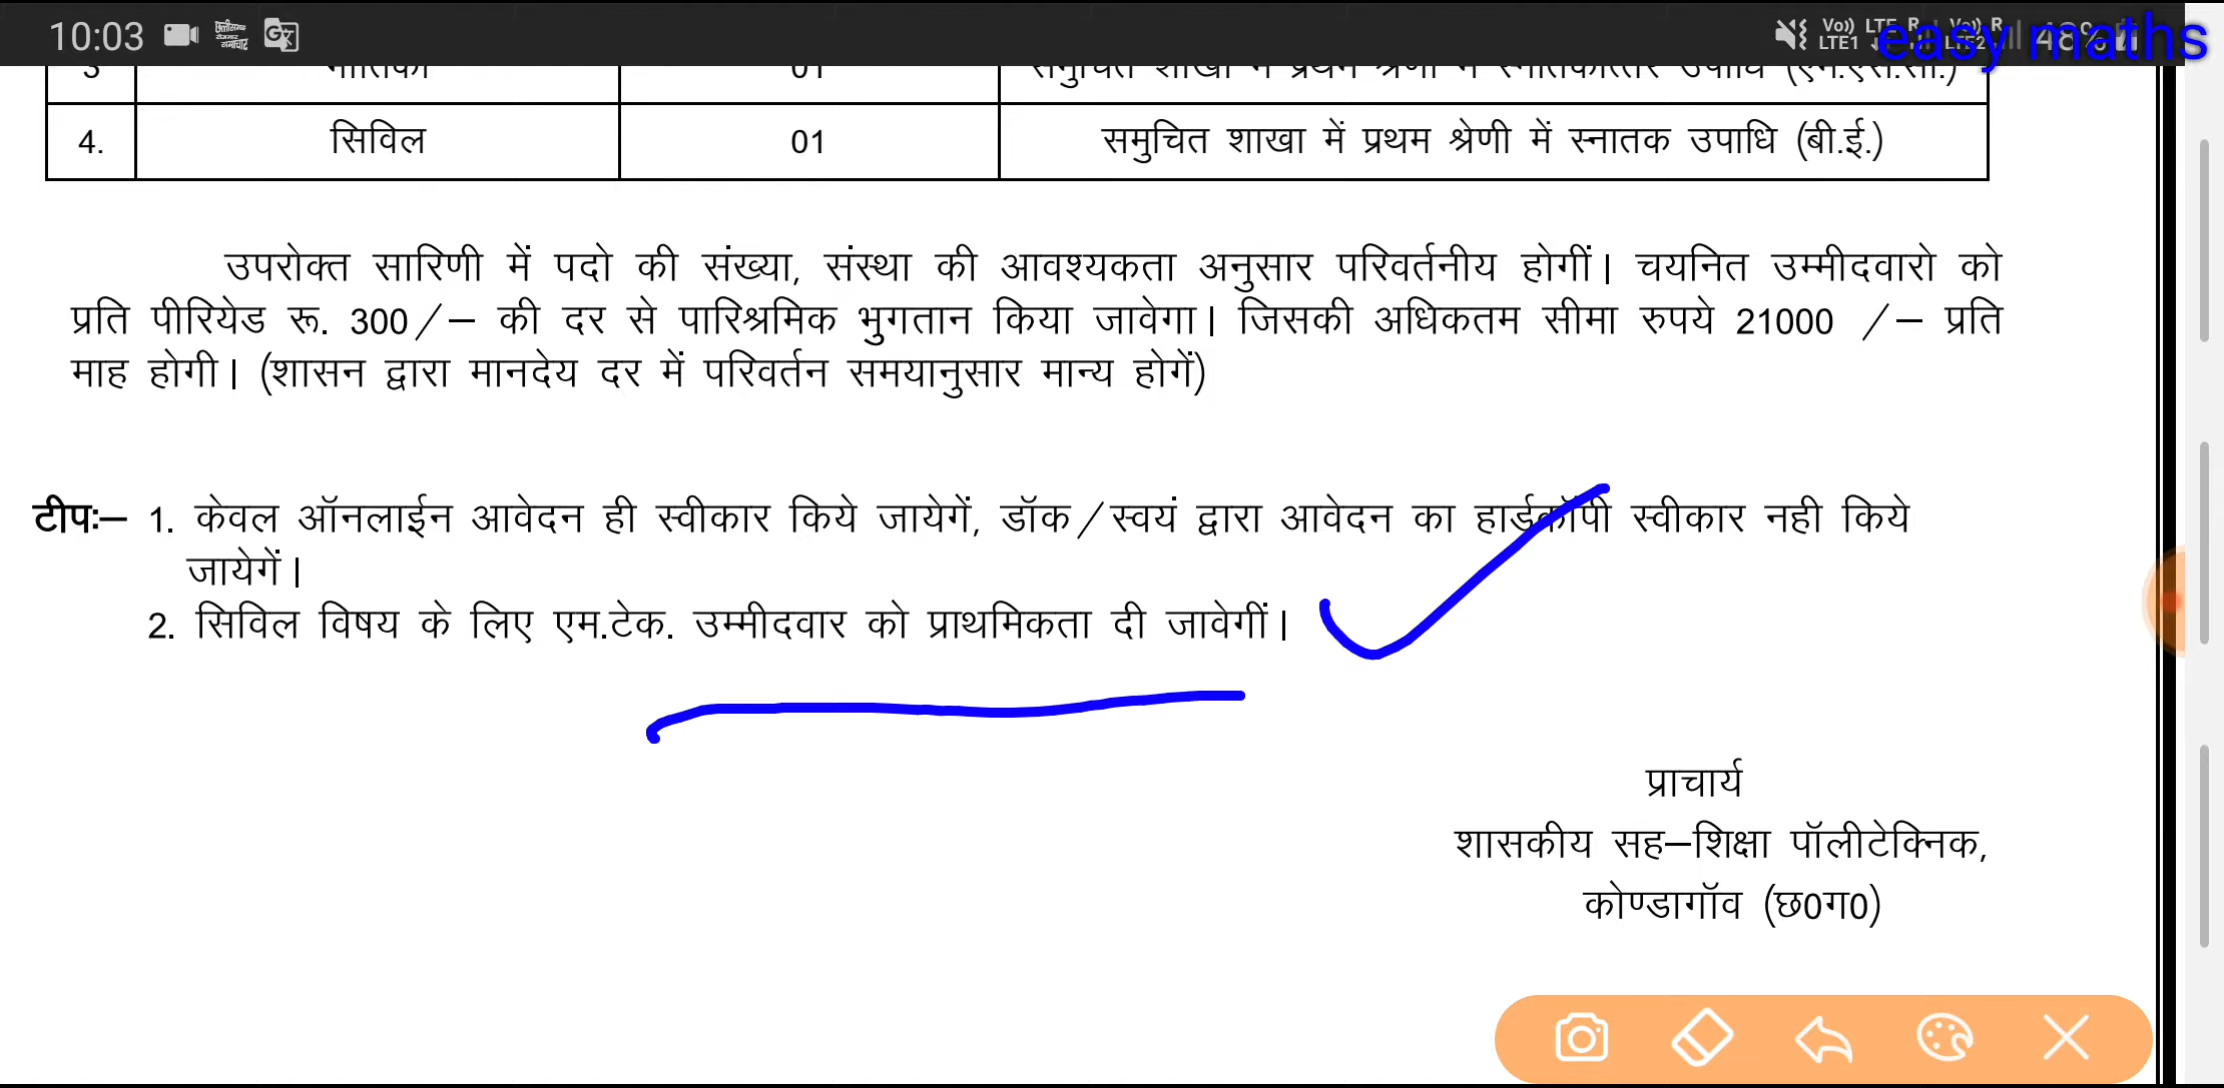 10:03
easy maths
48%
4. सिविल 01 समुचित शाखा में प्रथम श्रेणी में स्नातक उपाधि (बी.ई.)
उपरोक्त सारिणी में पदो की संख्या, संस्था की आवश्यकता अनुसार परिवर्तनीय होगीं। चयनित उम्मीदवारो को
प्रति पीरियेड रू. 300/– की दर से पारिश्रमिक भुगतान किया जावेगा। जिसकी अधिकतम सीमा रुपये 21000 /– प्रति
माह होगी। (शासन द्वारा मानदेय दर में परिवर्तन समयानुसार मान्य होगें)
टीपः– 1. केवल ऑनलाईन आवेदन ही स्वीकार किये जायेगें, डॉक/स्वयं द्वारा आवेदन का हार्डकॉपी स्वीकार नही किये
जायेगें।
2. सिविल विषय के लिए एम.टेक. उम्मीदवार को प्राथमिकता दी जावेगीं।
प्राचार्य
शासकीय सह–शिक्षा पॉलीटेक्निक,
कोण्डागॉव (छ0ग0)